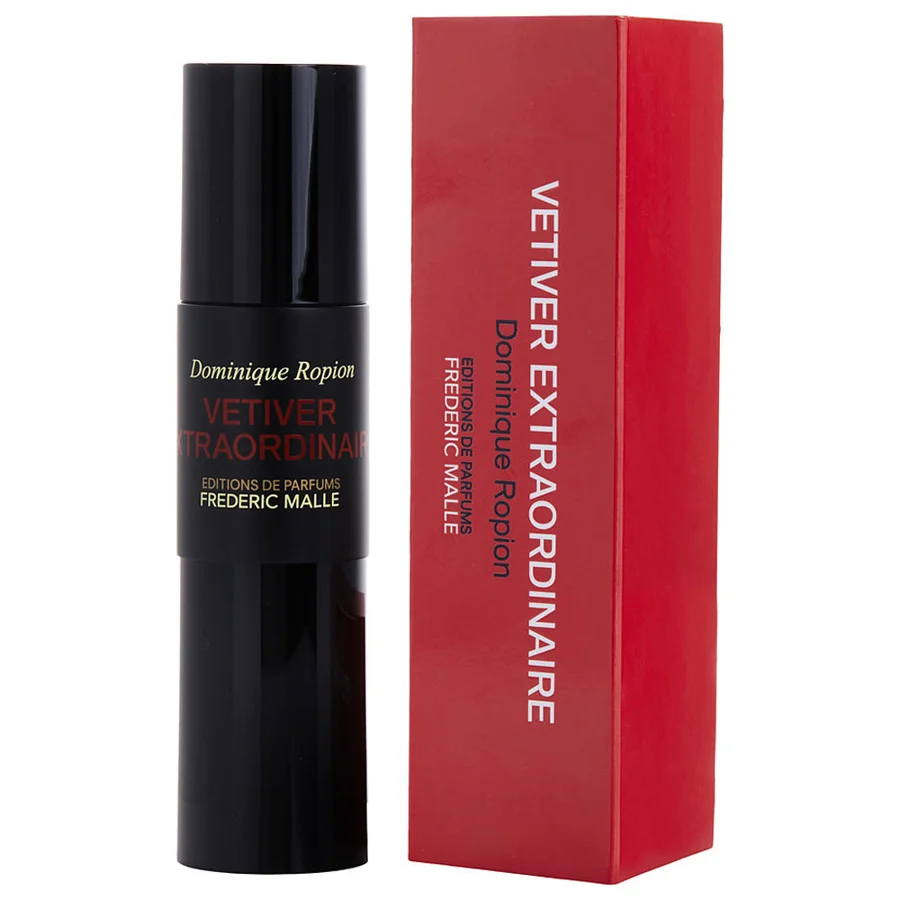 Dominique Ropion
VETIVER
XTRAORDINAIR
EDITIONS DE PARFUMS
FREDERIC MALLE
VETIVER EXTRAORDINAIRE
Dominique Ropion
EDITIONS DE PARFUMS
FREDERIC MALLE